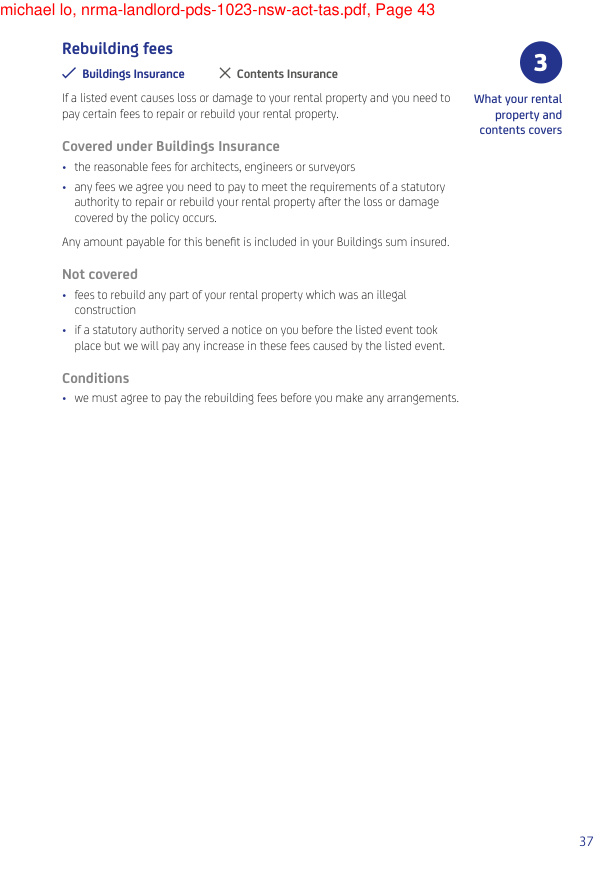 michael lo, nrma-landlord-pds-1023-nsw-act-tas.pdf, Page 43
Rebuilding fees
Buildings Insurance
Contents Insurance
If a listed event causes loss or damage to your rental property and you need to
pay certain fees to repair or rebuild your rental property.
Covered under Buildings Insurance
• the reasonable fees for architects, engineers or surveyors
• any fees we agree you need to pay to meet the requirements of a statutory
authority to repair or rebuild your rental property after the loss or damage
covered by the policy occurs.
Any amount payable for this benefit is included in your Buildings sum insured.
Not covered
• fees to rebuild any part of your rental property which was an illegal
construction
• if a statutory authority served a notice on you before the listed event took
place but we will pay any increase in these fees caused by the listed event.
Conditions
• we must agree to pay the rebuilding fees before you make any arrangements.
3
What your rental
property and
contents covers
37